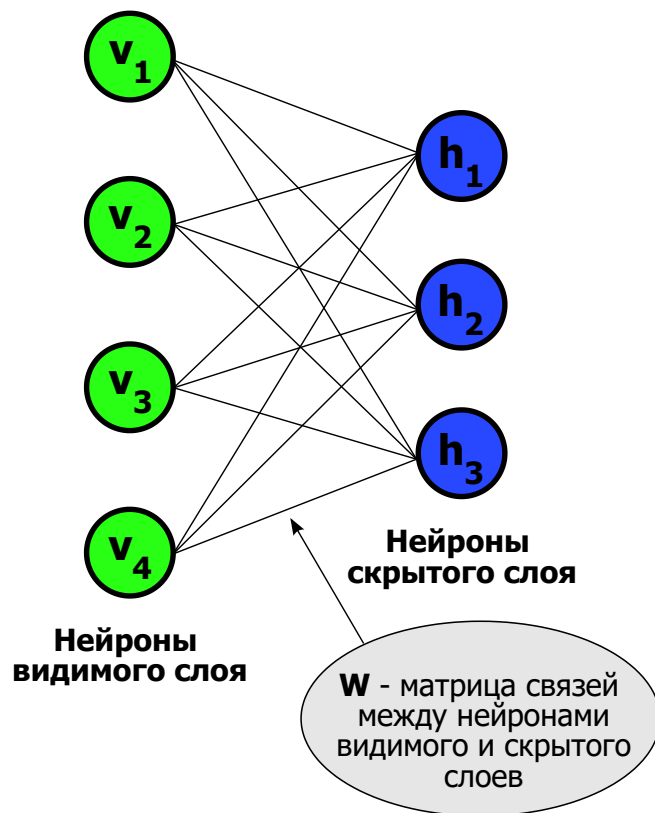 v1
h1
v2
h2
v3
h3
v4
Нейроны
скрытого слоя
Нейроны
видимого слоя
W - матрица связей
между нейронами
видимого и скрытого
слоев